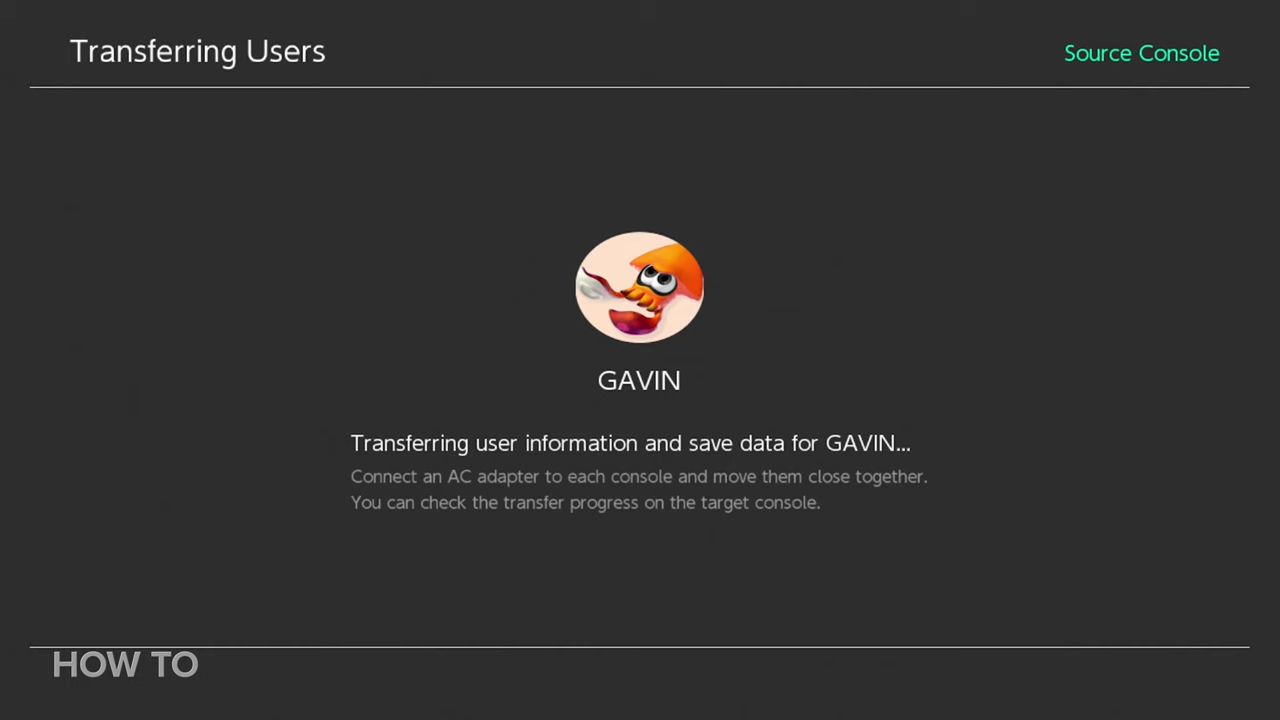 Transferring Users
Source Console
GAVIN
Transferring user information and save data for GAVIN...
Connect an AC adapter to each console and move them close together.
You can check the transfer progress on the target console.
HOW TO